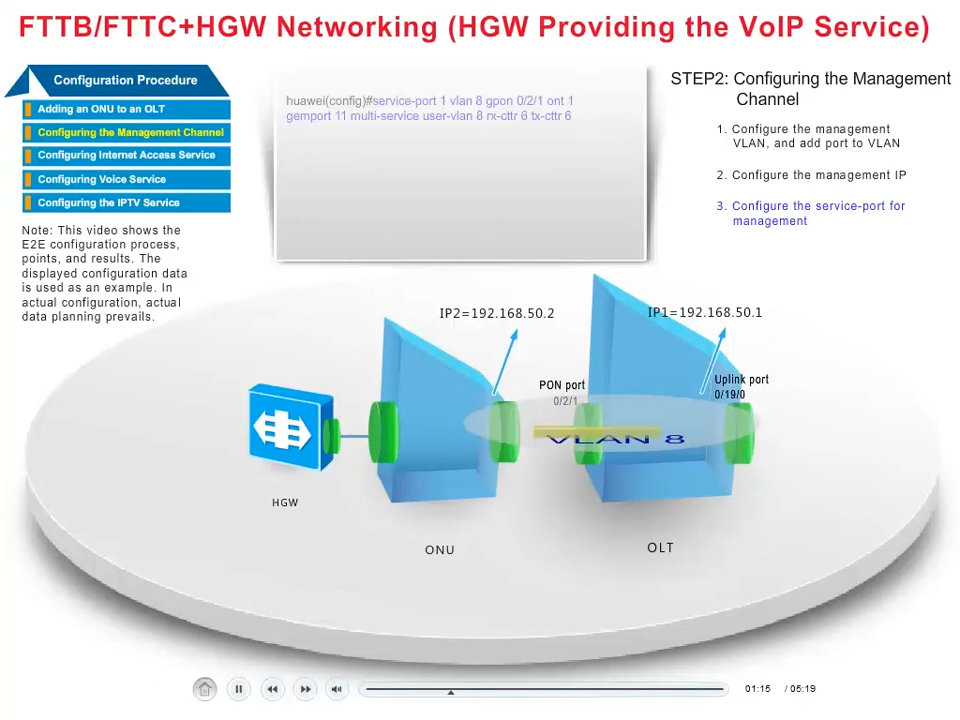 FTTB/FTTC+HGW Networking (HGW Providing the VoIP Service)
Configuration Procedure
Adding an ONU to an OLT
Configuring the Management Channel
Configuring Internet Access Service
Configuring Voice Service
Configuring the IPTV Service
Note: This video shows the
E2E configuration process,
points, and results. The
displayed configuration data
is used as an example. In
actual configuration, actual
data planning prevails.
huawei(config)#service-port 1 vlan 8 gpon 0/2/1 ont 1
gemport 11 multi-service user-vlan 8 rx-cttr 6 tx-cttr 6
STEP2: Configuring the Management
Channel
1. Configure the management
VLAN, and add port to VLAN
2. Configure the management IP
3. Configure the service-port for
management
IP2=192.168.50.2
IP1=192.168.50.1
PON port
0/2/1
Uplink port
0/19/0
VLAN 8
HGW
ONU
OLT
01:15 / 05:19